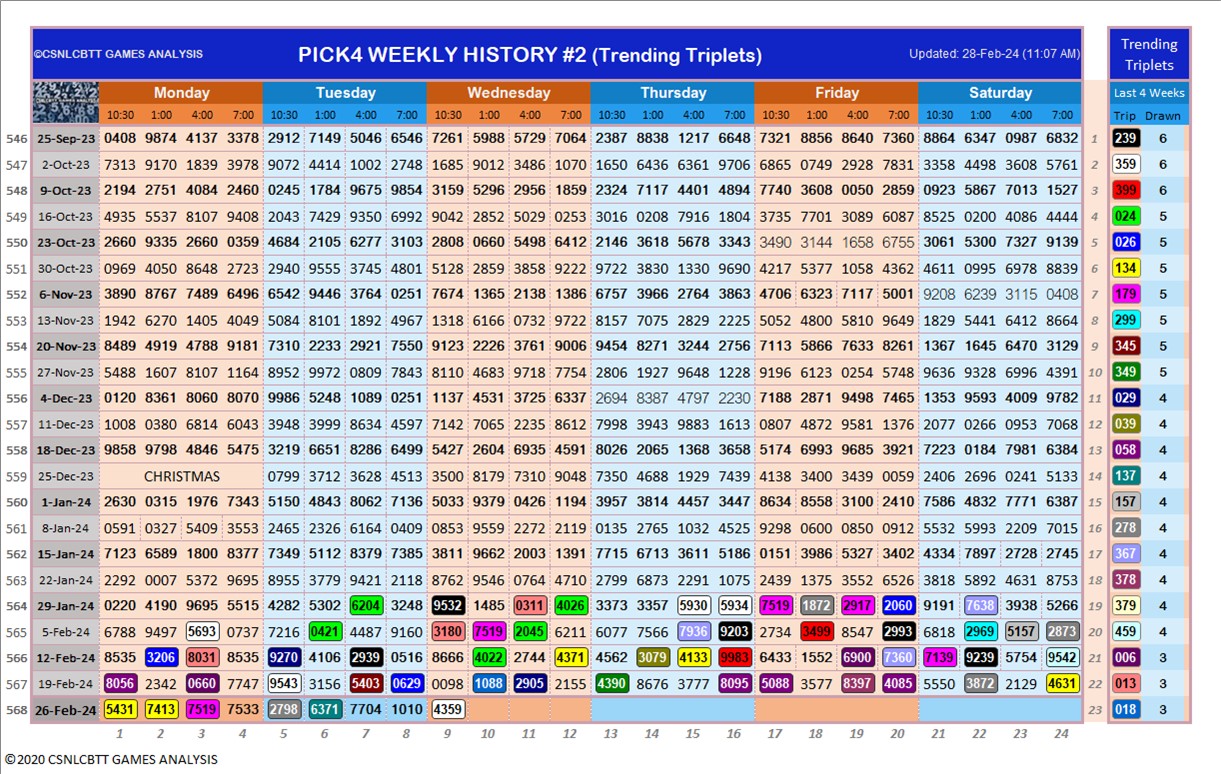 ©CSNLCBTT GAMES ANALYSIS PICK4 WEEKLY HISTORY #2 (Trending Triplets) Updated: 28-Feb-24 (11:07 AM) Trending Triplets
Monday Tuesday Wednesday Thursday Friday Saturday Last 4 Weeks
10:30 1:00 4:00 7:00 10:30 1:00 4:00 7:00 10:30 1:00 4:00 7:00 10:30 1:00 4:00 7:00 10:30 1:00 4:00 7:00 10:30 1:00 4:00 7:00 Trip Drawn
546 25-Sep-23 0408 9874 4137 3378 2912 7149 5046 6546 7261 5988 5729 7064 2387 8838 1217 6648 7321 8856 8640 7360 8864 6347 0987 6832 1 239 6
547 2-Oct-23 7313 9170 1839 3978 9072 4414 1002 2748 1685 9012 3486 1070 1650 6436 6361 9706 6865 0749 2928 7831 3358 4498 3608 5761 2 359 6
548 9-Oct-23 2194 2751 4084 2460 0245 1784 9675 9854 3159 5296 2956 1859 2324 7117 4401 4894 7740 3608 0050 2859 0923 5867 7013 1527 3 399 6
549 16-Oct-23 4935 5537 8107 9408 2043 7429 9350 6992 9042 2852 5029 0253 3016 0208 7916 1804 3735 7701 3089 6087 8525 0200 4086 4444 4 024 5
550 23-Oct-23 2660 9335 2660 0359 4684 2105 6277 3103 2808 0660 5498 6412 2146 3618 5678 3343 3490 3144 1658 6755 3061 5300 7327 9139 5 026 5
551 30-Oct-23 0969 4050 8648 2723 2940 9555 3745 4801 5128 2859 3858 9222 9722 3830 1330 9690 4217 5377 1058 4362 4611 0995 6978 8839 6 134 5
552 6-Nov-23 3890 8767 7489 6496 6542 9446 3764 0251 7674 1365 2138 1386 6757 3966 2764 3863 4706 6323 7117 5001 9208 6239 3115 0408 7 179 5
553 13-Nov-23 1942 6270 1405 4049 5084 8101 1892 4967 1318 6166 0732 9722 8157 7075 2829 2225 5052 4800 5810 9649 1829 5441 6412 8664 8 299 5
554 20-Nov-23 8489 4919 4788 9181 7310 2233 2921 7550 9123 2226 3761 9006 9454 8271 3244 2756 7113 5866 7633 8261 1367 1645 6470 3129 9 345 5
555 27-Nov-23 5488 1607 8107 1164 8952 9972 0809 7843 8110 4683 9718 7754 2806 1927 9648 1228 9196 6123 0254 5748 9636 9328 6996 4391 10 349 5
556 4-Dec-23 0120 8361 8060 8070 9986 5248 1089 0251 1137 4531 3725 6337 2694 8387 4797 2230 7188 2871 9498 7465 1353 9593 4009 9782 11 029 4
557 11-Dec-23 1008 0380 6814 6043 3948 3999 8634 4597 7142 7065 2235 8612 7998 3943 9883 1613 0807 4872 9581 1376 2077 0266 0953 7068 12 039 4
558 18-Dec-23 9858 9798 4846 5475 3219 6651 8286 6499 5427 2604 6935 4591 8026 2065 1368 3658 5174 6993 9685 3921 7223 0184 7981 6384 13 058 4
559 25-Dec-23 CHRISTMAS 0799 3712 3628 4513 3500 8179 7310 9048 7350 4688 1929 7439 4138 3400 3439 0059 2406 2696 0241 5133 14 137 4
560 1-Jan-24 2630 0315 1976 7343 5150 4843 8062 7136 5033 9379 0426 1194 3957 3814 4457 3447 8634 8558 3100 2410 7586 4832 7771 6387 15 157 4
561 8-Jan-24 0591 0327 5409 3553 2465 2326 6164 0409 0853 9559 2272 2119 0135 2765 1032 4525 9298 0600 0850 0912 5532 5993 2209 7015 16 278 4
562 15-Jan-24 7123 6589 1800 8377 7349 5112 8379 7385 3811 9662 2003 1391 7715 6713 3611 5186 0151 3986 5327 3402 4334 7897 2728 2745 17 367 4
563 22-Jan-24 2292 0007 5372 9695 8955 3779 9421 2118 8762 9546 0764 4710 2799 6873 2291 1075 2439 1375 3552 6526 3818 5892 4631 8753 18 378 4
564 29-Jan-24 0220 4190 9695 5515 4282 5302 6204 3248 9532 1485 0311 4026 3373 3357 5930 5934 7519 1872 2917 2060 9191 7638 3938 5266 19 379 4
565 5-Feb-24 6788 9497 5693 0737 7216 0421 4487 9160 3180 7519 2045 6211 6077 7566 7936 9203 2734 3499 8547 2993 6818 2969 5157 2873 20 459 4
566 12-Feb-24 8535 3206 8031 8535 9270 4106 2939 0516 8666 4022 2744 4371 4562 3079 4133 9983 6433 1552 6900 7360 7139 9239 5754 9542 21 006 3
567 19-Feb-24 8056 2342 0660 7747 9543 3156 5403 0629 0098 1088 2905 2155 4390 8676 3777 8095 5088 3577 8397 4085 5550 3872 2129 4631 22 013 3
568 26-Feb-24 5431 7413 7519 7533 2798 6371 7704 1010 4359 23 018 3
1 2 3 4 5 6 7 8 9 10 11 12 13 14 15 16 17 18 19 20 21 22 23 24
©2020 CSNLCBTT GAMES ANALYSIS